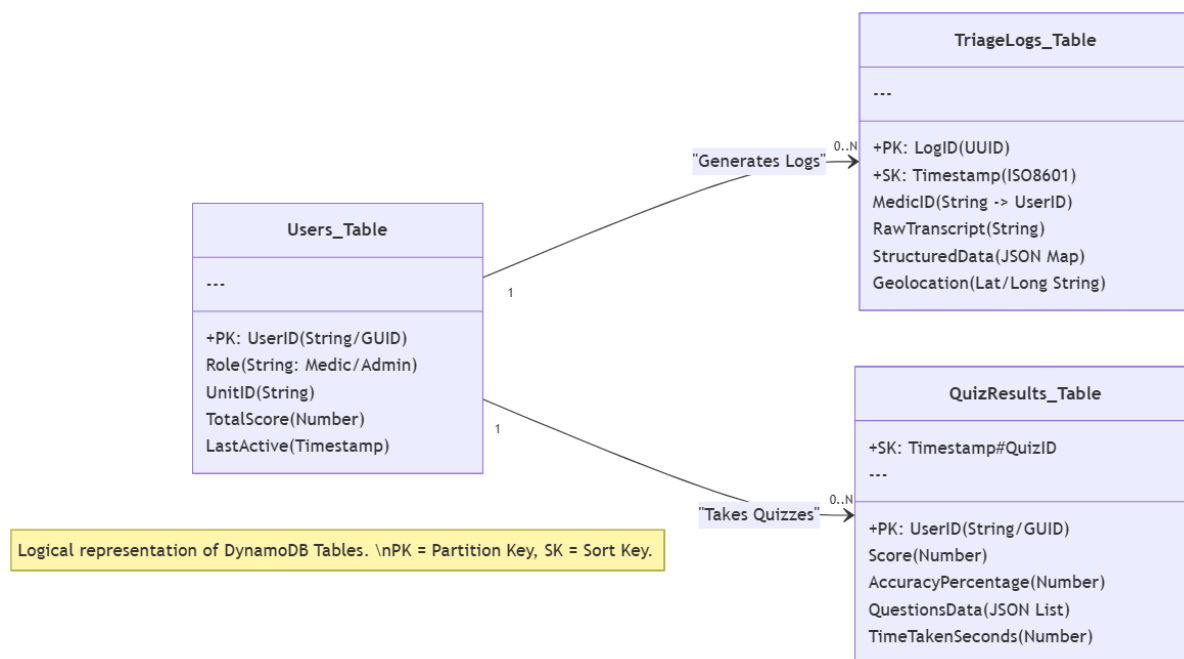 TriageLogs_Table
---
+PK: LogID(UUID)
+SK: Timestamp(ISO8601)
MedicID(String -> UserID)
RawTranscript(String)
StructuredData(JSON Map)
Geolocation(Lat/Long String)
"Generates Logs"
0..N
1
Users_Table
---
+PK: UserID(String/GUID)
Role(String: Medic/Admin)
UnitID(String)
TotalScore(Number)
LastActive(Timestamp)
1
"Takes Quizzes"
0..N
QuizResults_Table
+SK: Timestamp#QuizID
---
+PK: UserID(String/GUID)
Score(Number)
AccuracyPercentage(Number)
QuestionsData(JSON List)
TimeTakenSeconds(Number)
Logical representation of DynamoDB Tables. \nPK = Partition Key, SK = Sort Key.